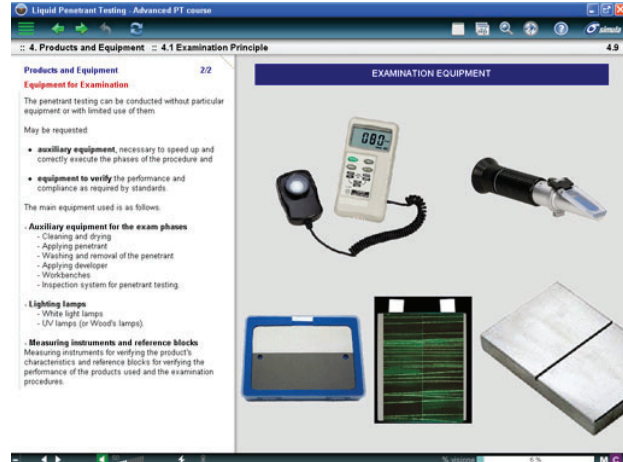 Liquid Penetrant Testing - Advanced PT course
simula
:: 4. Products and Equipment :: 4.1 Examination Principle 4.9
Products and Equipment 2/2
Equipment for Examination
The penetrant testing can be conducted without particular
equipment or with limited use of them.
May be requested
• auxiliary equipment, necessary to speed up and
correctly execute the phases of the procedure and
• equipment to verify the performance and
compliance as required by standards.
The main equipment used is as follows.
- Auxiliary equipment for the exam phases
- Cleaning and drying
- Applying penetrant
- Washing and removal of the penetrant
- Applying developer
- Workbenches
- Inspection system for penetrant testing.
- Lighting lamps
- White light lamps
- UV lamps (or Wood's lamps).
- Measuring instruments and reference blocks
Measuring instruments for verifying the product's
characteristics and reference blocks for verifying the
performance of the products used and the examination
procedures.
EXAMINATION EQUIPMENT
080
% visione 6 % M C